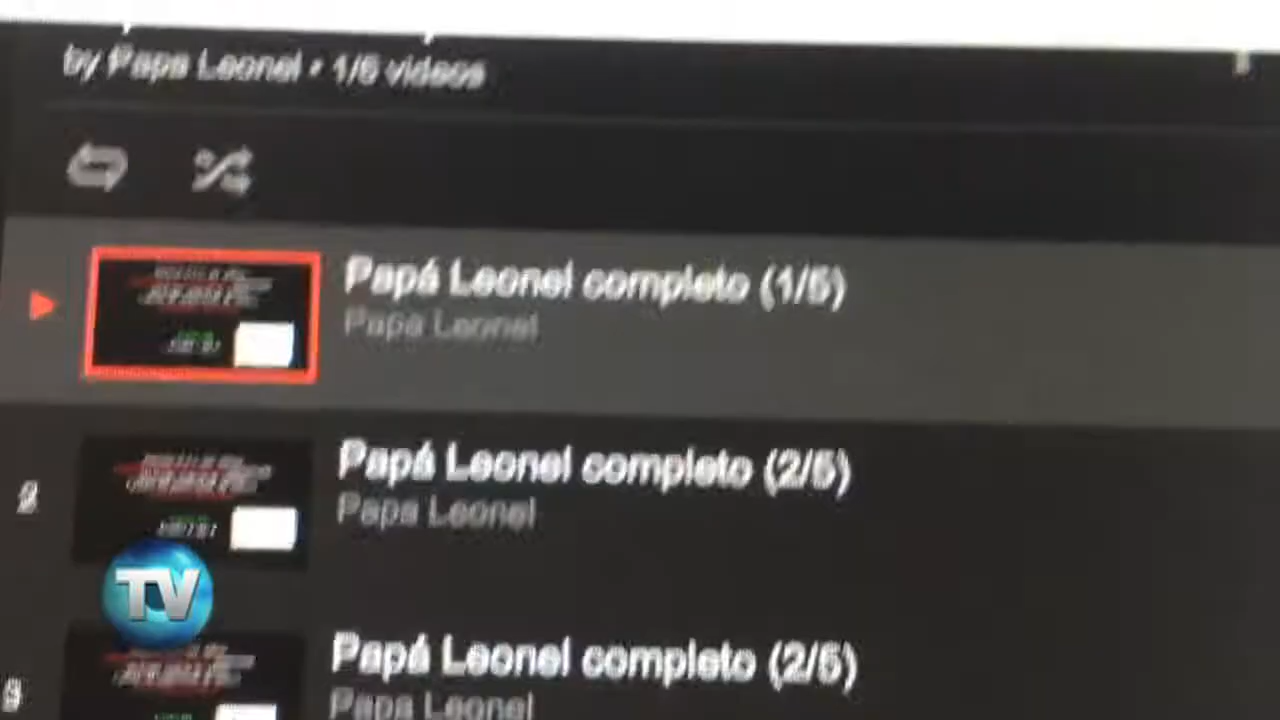 by Papa Leonel • 1/6 videos
Papá Leonel completo (1/5)
Papa Leonel
2
Papá Leonel completo (2/5)
Papa Leonel
TV
3
Papá Leonel completo (2/5)
Papa Leonel